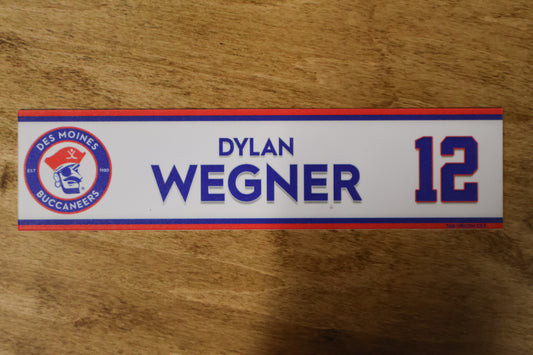 DES MOINES
EST 1980
BUCCANEERS
DYLAN
WEGNER
12